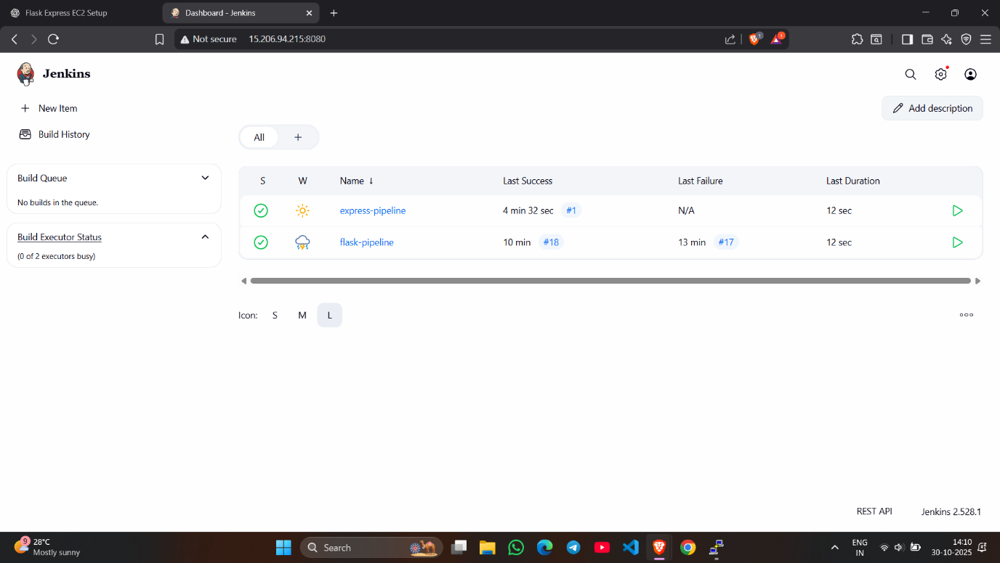 Flask Express EC2 Setup
Dashboard - Jenkins
Not secure 15.206.94.215:8080
1
1
Jenkins
New Item
Add description
Build History
All
Build Queue
No builds in the queue.
Build Executor Status
(0 of 2 executors busy)
S W Name ↓ Last Success Last Failure Last Duration
express-pipeline 4 min 32 sec #1 N/A 12 sec
flask-pipeline 10 min #18 13 min #17 12 sec
Icon: S M L
REST API Jenkins 2.528.1
9
28°C
Mostly sunny
Search
ENG
IN
14:10
30-10-2025